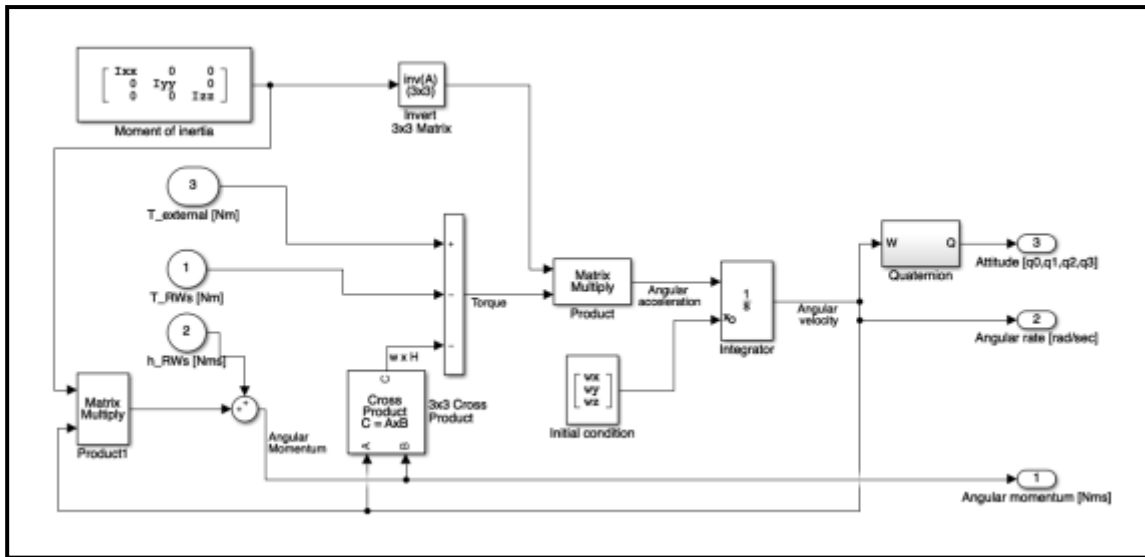 Ixx 0 0
0 Iyy 0
0 0 Izz
Moment of inertia
inv(A)
(3x3)
Invert
3x3 Matrix
3
T_external [Nm]
1
T_RWs [Nm]
2
h_RWs [Nms]
Matrix
Multiply
Product1
+ +
Angular
Momentum
w x H
C
Cross
Product
C = AxB
A B
3x3 Cross
Product
+
−
−
Torque
Matrix
Multiply
Product
Angular
acceleration
wx
wy
wz
Initial condition
1
s
xo
Integrator
Angular
velocity
W Q
Quaternion
3
Attitude [q0,q1,q2,q3]
2
Angular rate [rad/sec]
1
Angular momentum [Nms]